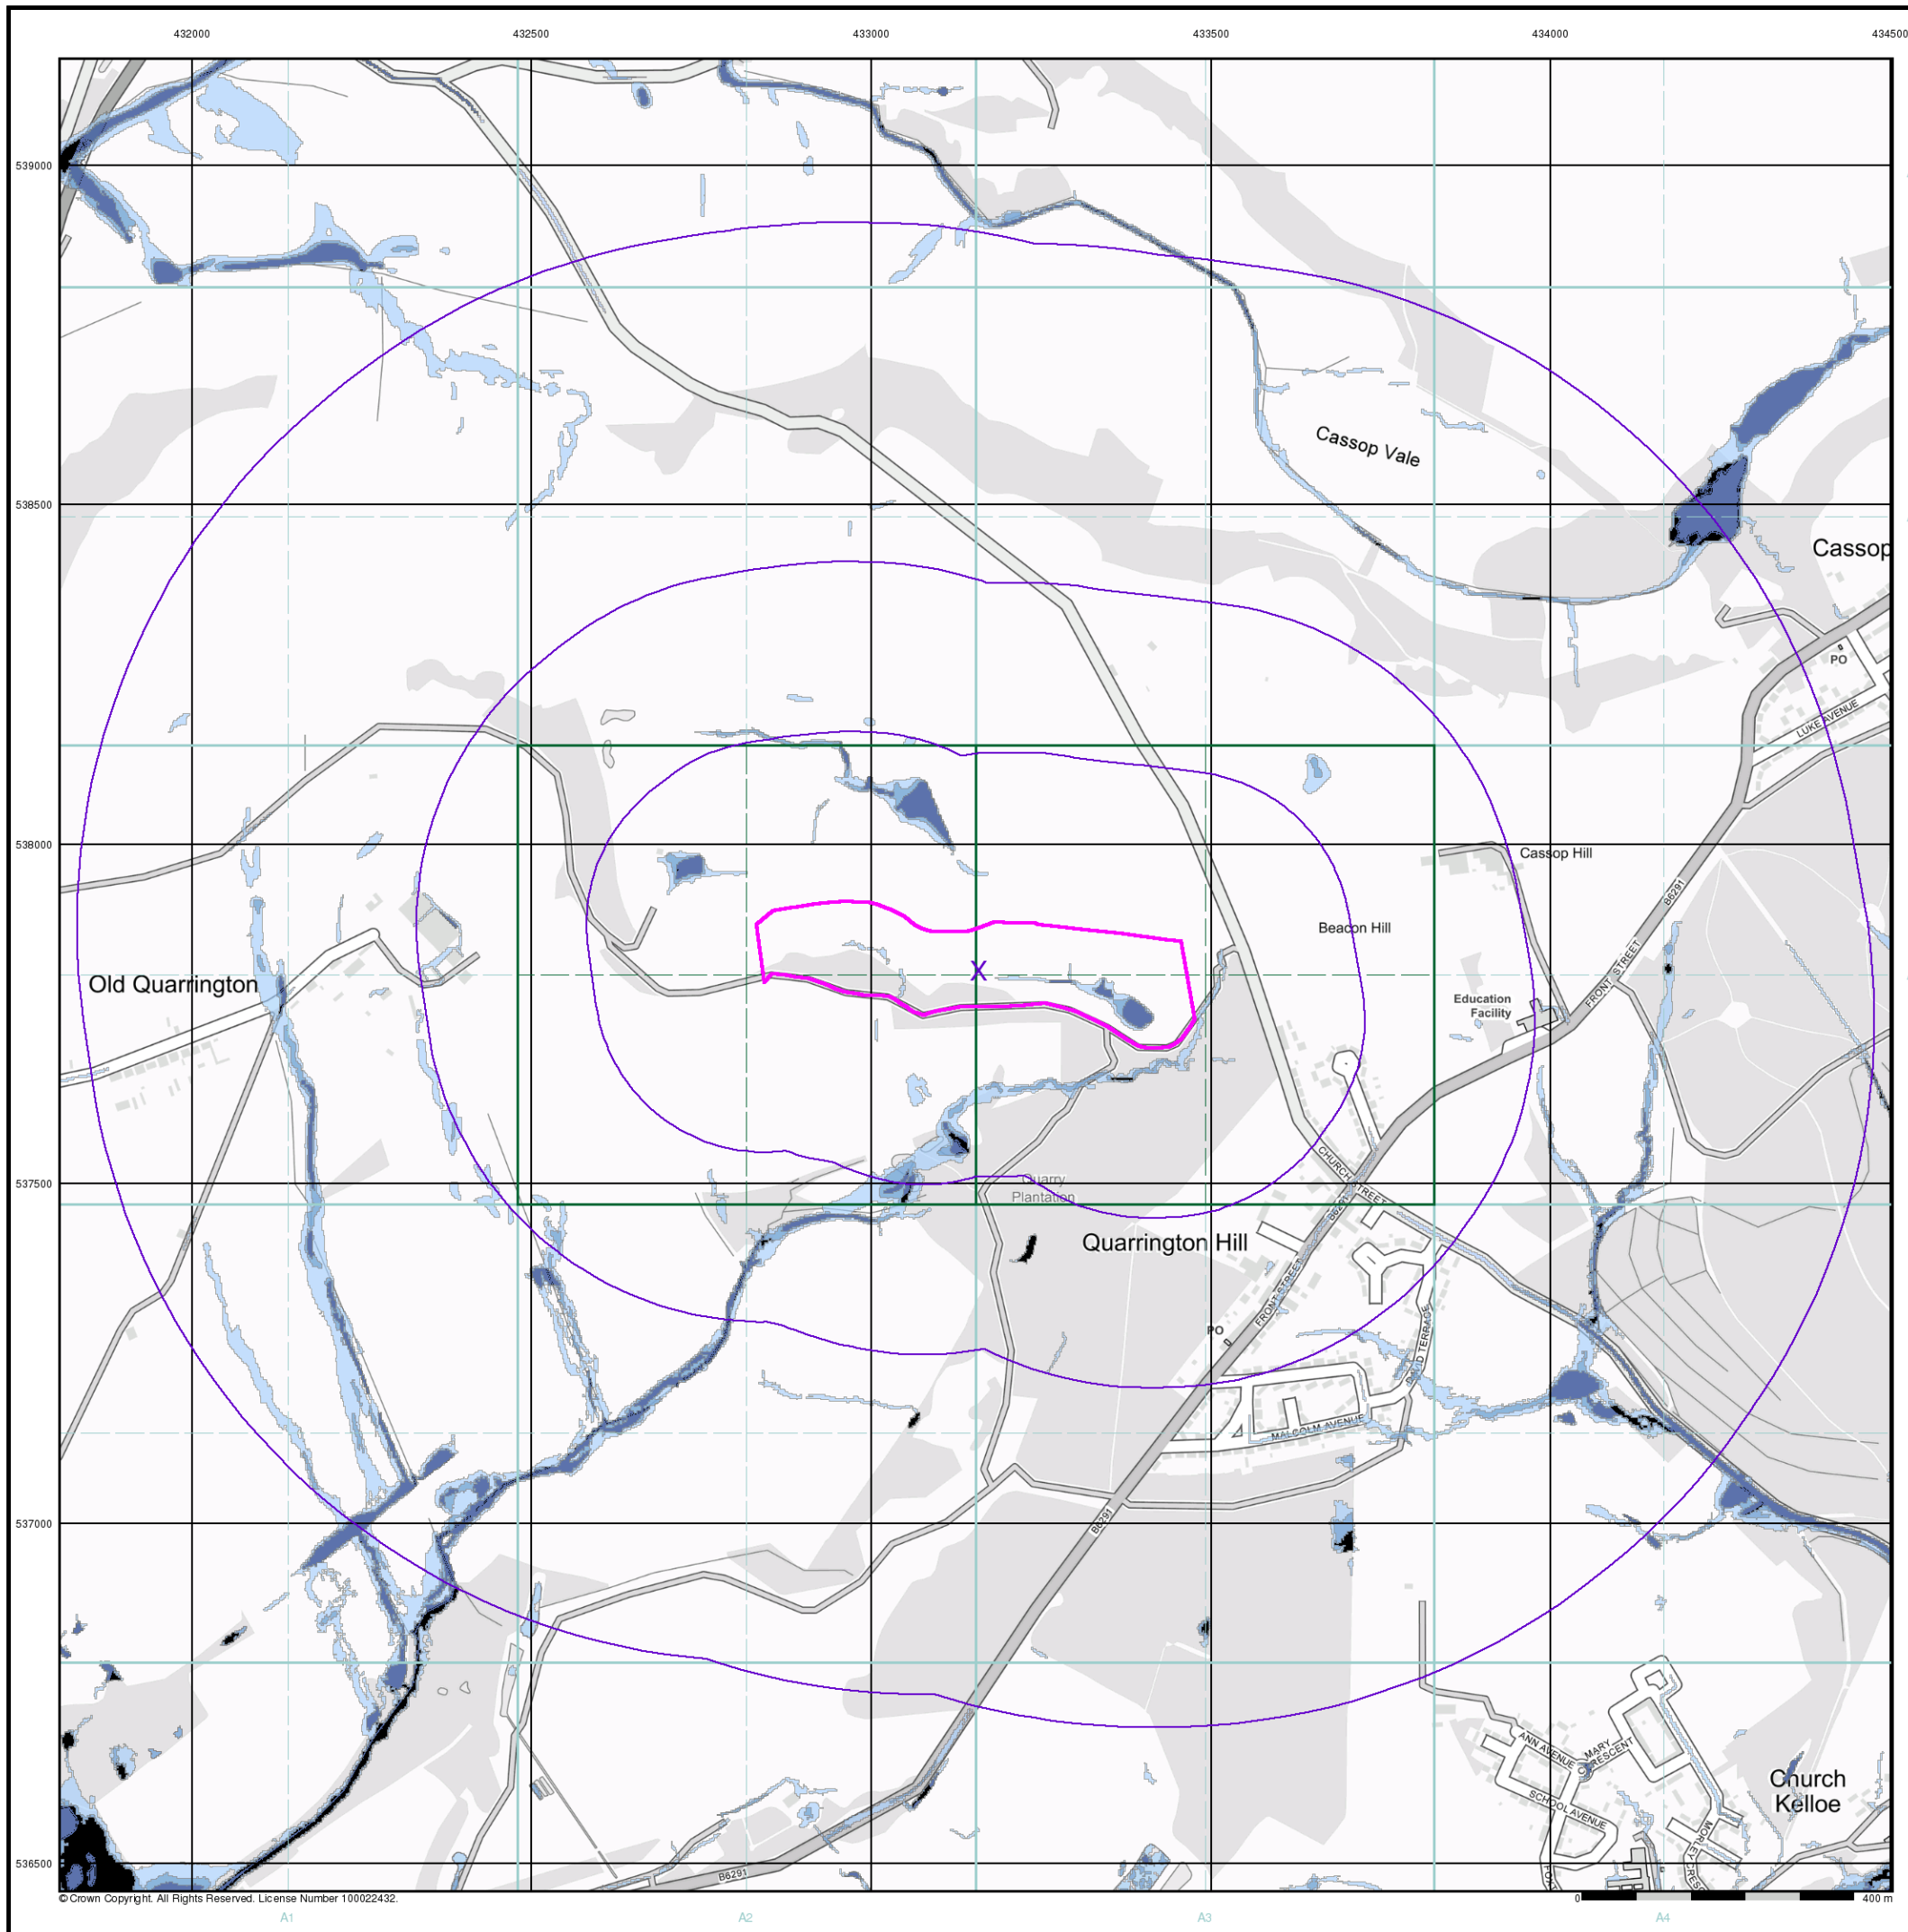 432000
432500
433000
433500
434000
434500
539000
538500
538000
537500
537000
536500
Cassop Vale
Cassop
PO
LUKE AVENUE
Cassop Hill
B6291
Beacon Hill
FRONT STREET
Education
Facility
Old Quarrington
X
CHURCH STREET
B6291
Quarry
Plantation
Quarrington Hill
FRONT STREET
PO
DAVID TERRACE
MALCOLM AVENUE
B6291
ANN AVENUE
MARY
CRESCENT
SCHOOL AVENUE
MORLEY CRES
Church
Kelloe
B6291
© Crown Copyright. All Rights Reserved. License Number 100022432.
0
400 m
A1
A2
A3
A4